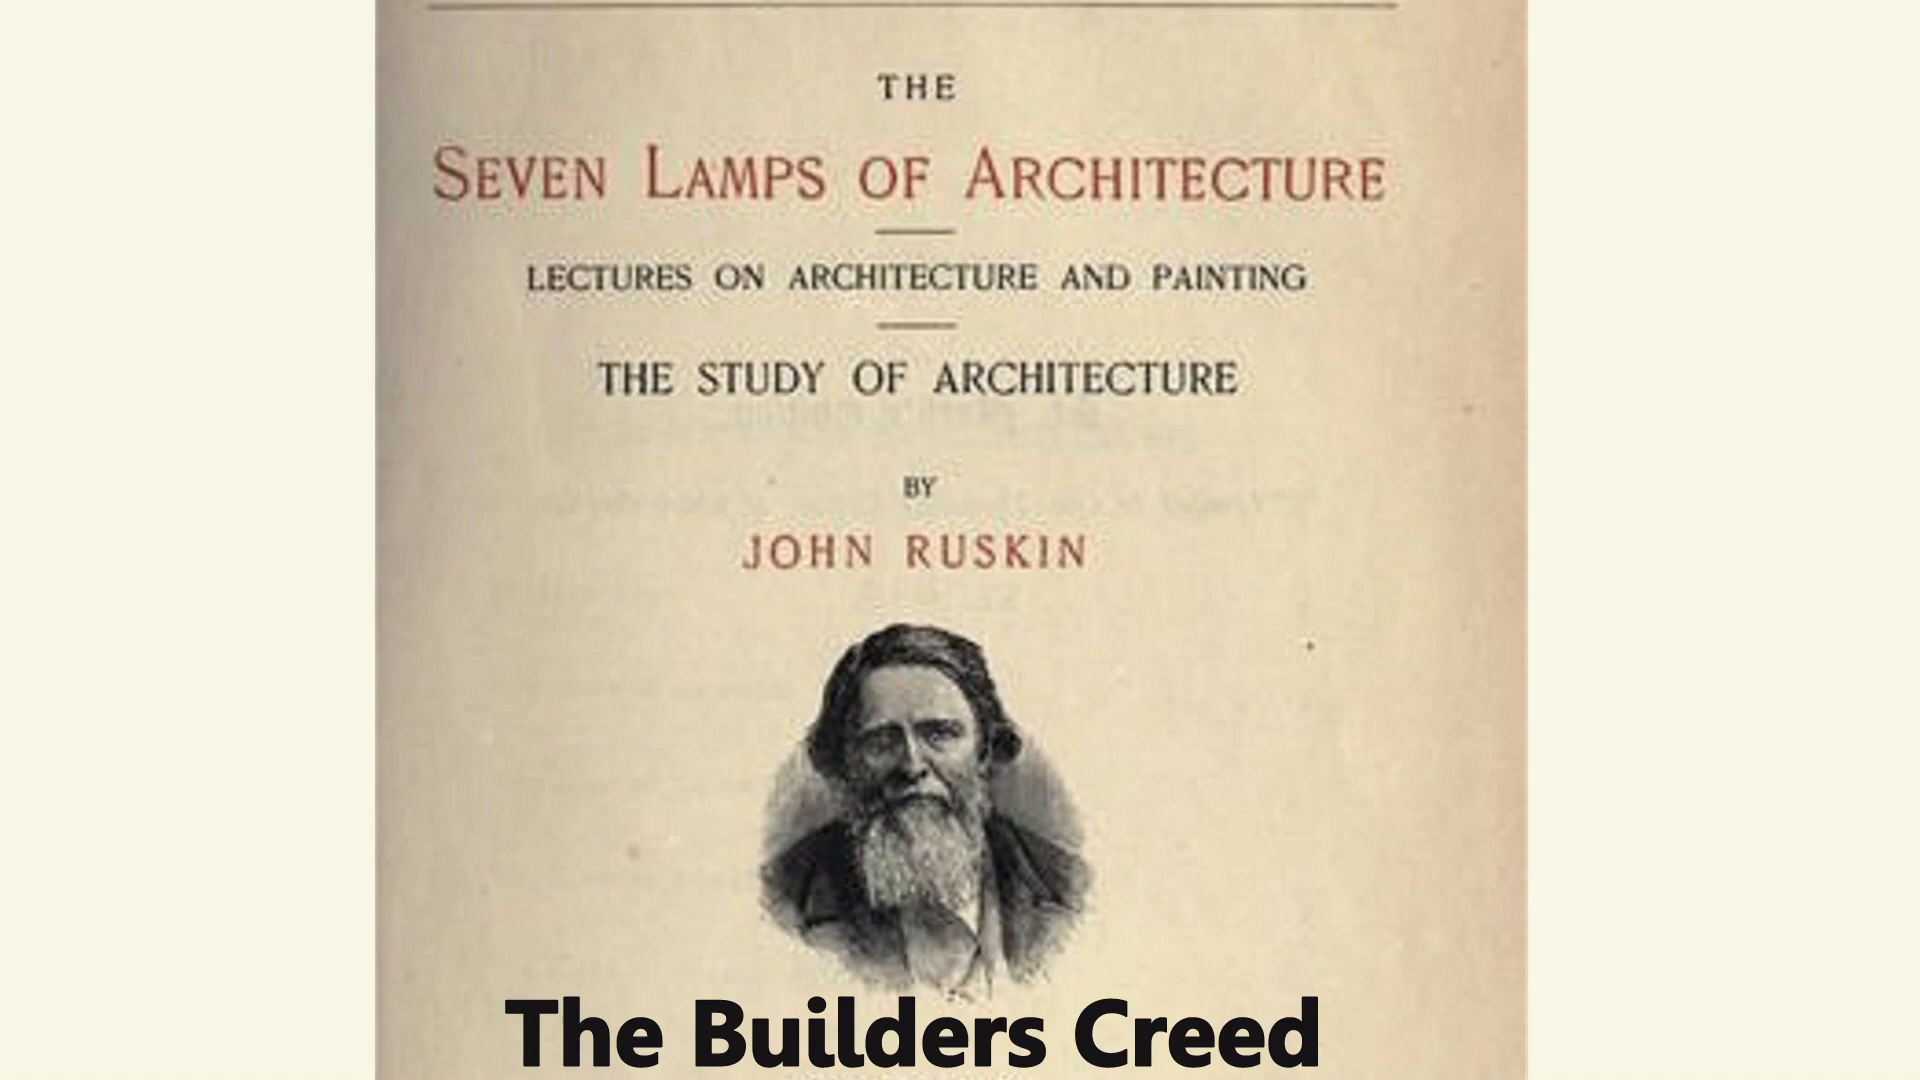 THE
SEVEN LAMPS OF ARCHITECTURE
LECTURES ON ARCHITECTURE AND PAINTING
THE STUDY OF ARCHITECTURE
BY
JOHN RUSKIN
The Builders Creed